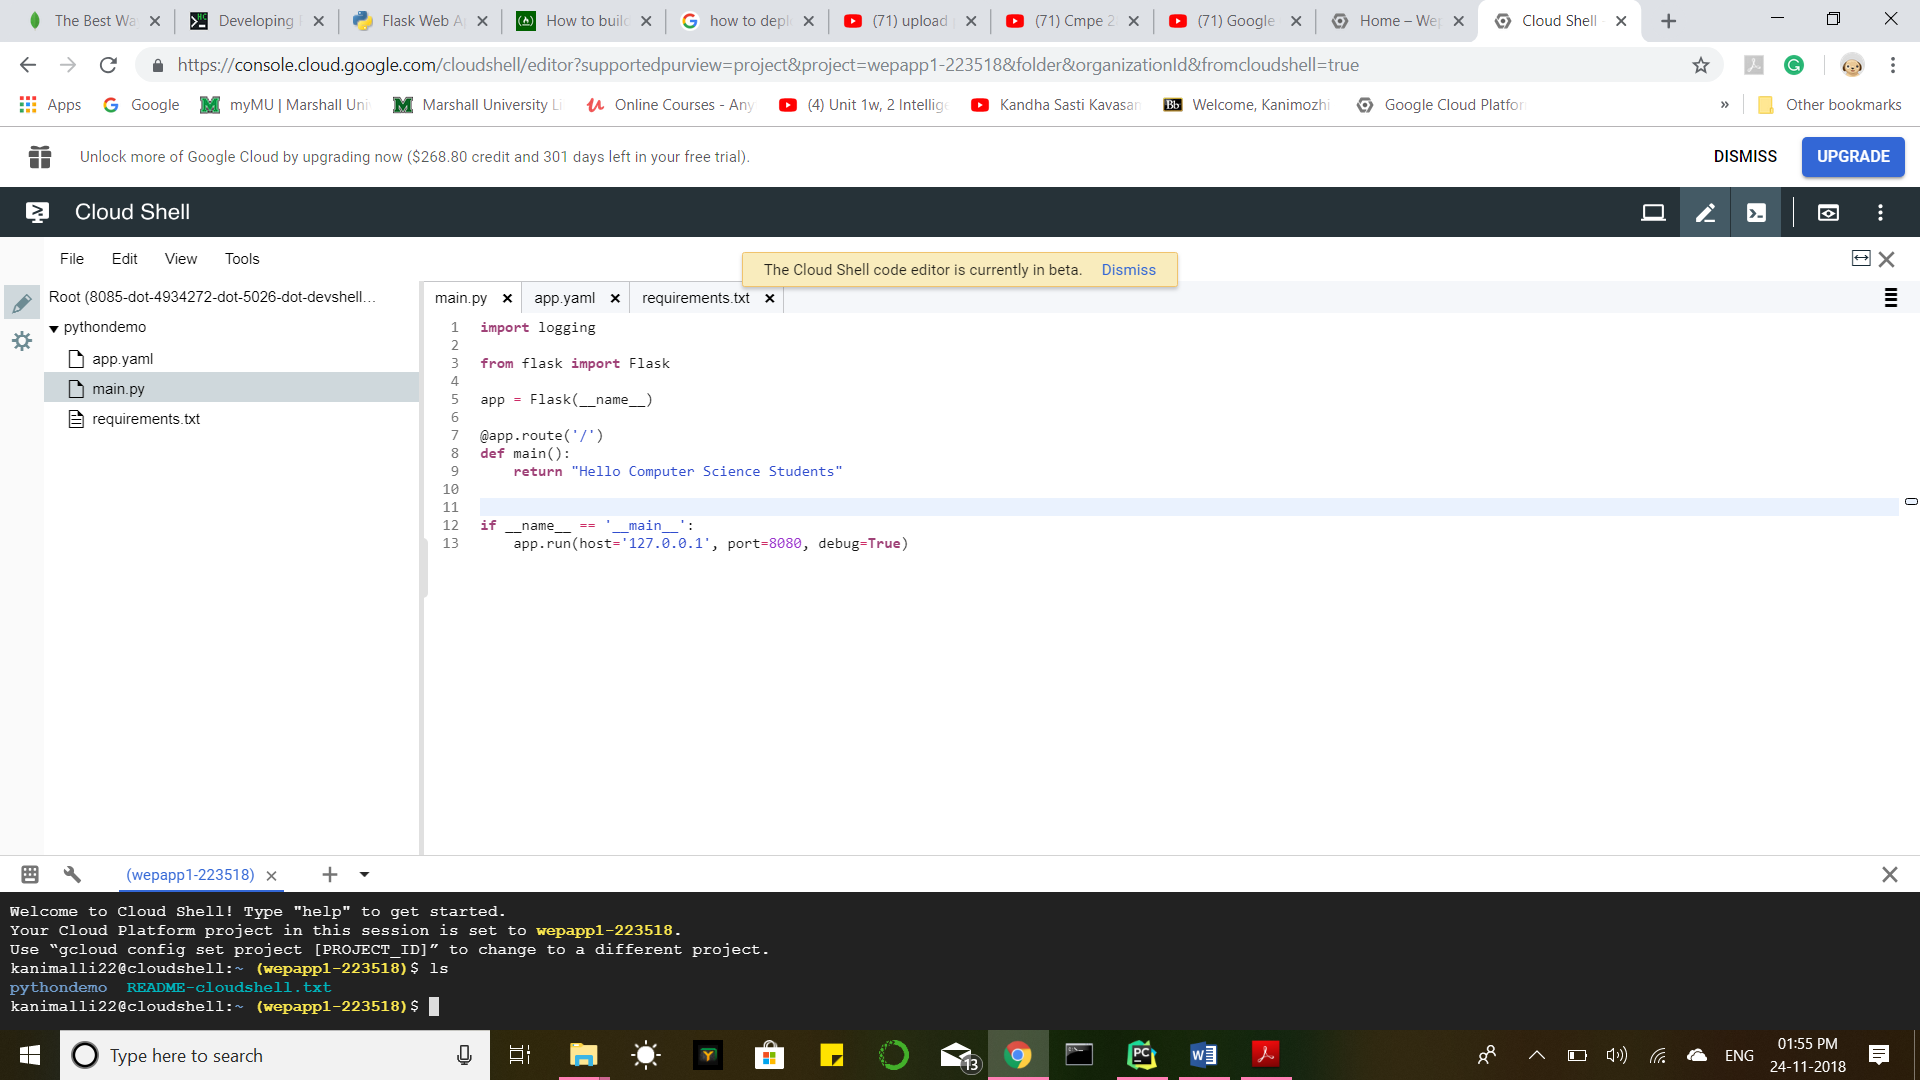 The Best Wa
Developing
Flask Web A
How to build
how to depl
(71) upload
(71) Cmpe 2
(71) Google
Home – Wep
Cloud Shell
https://console.cloud.google.com/cloudshell/editor?supportedpurview=project&project=wepapp1-223518&folder&organizationId&fromcloudshell=true
Apps
Google
myMU | Marshall Uni
Marshall University Li
Online Courses - Any
(4) Unit 1w, 2 Intellige
Kandha Sasti Kavasam
Bb
Welcome, Kanimozhi
Google Cloud Platfor
»
Other bookmarks
Unlock more of Google Cloud by upgrading now ($268.80 credit and 301 days left in your free trial).
DISMISS
UPGRADE
Cloud Shell
File Edit View Tools
The Cloud Shell code editor is currently in beta. Dismiss
Root (8085-dot-4934272-dot-5026-dot-devshell...
pythondemo
app.yaml
main.py
requirements.txt
main.py
app.yaml
requirements.txt
1 import logging
2
3 from flask import Flask
4
5 app = Flask(__name__)
6
7 @app.route('/')
8 def main():
9 return "Hello Computer Science Students"
10
11
12 if __name__ == '__main__':
13 app.run(host='127.0.0.1', port=8080, debug=True)
(wepapp1-223518)
Welcome to Cloud Shell! Type "help" to get started.
Your Cloud Platform project in this session is set to wepapp1-223518.
Use “gcloud config set project [PROJECT_ID]” to change to a different project.
kanimalli22@cloudshell:~ (wepapp1-223518)$ ls
pythondemo README-cloudshell.txt
kanimalli22@cloudshell:~ (wepapp1-223518)$
Type here to search
13
ENG
01:55 PM
24-11-2018